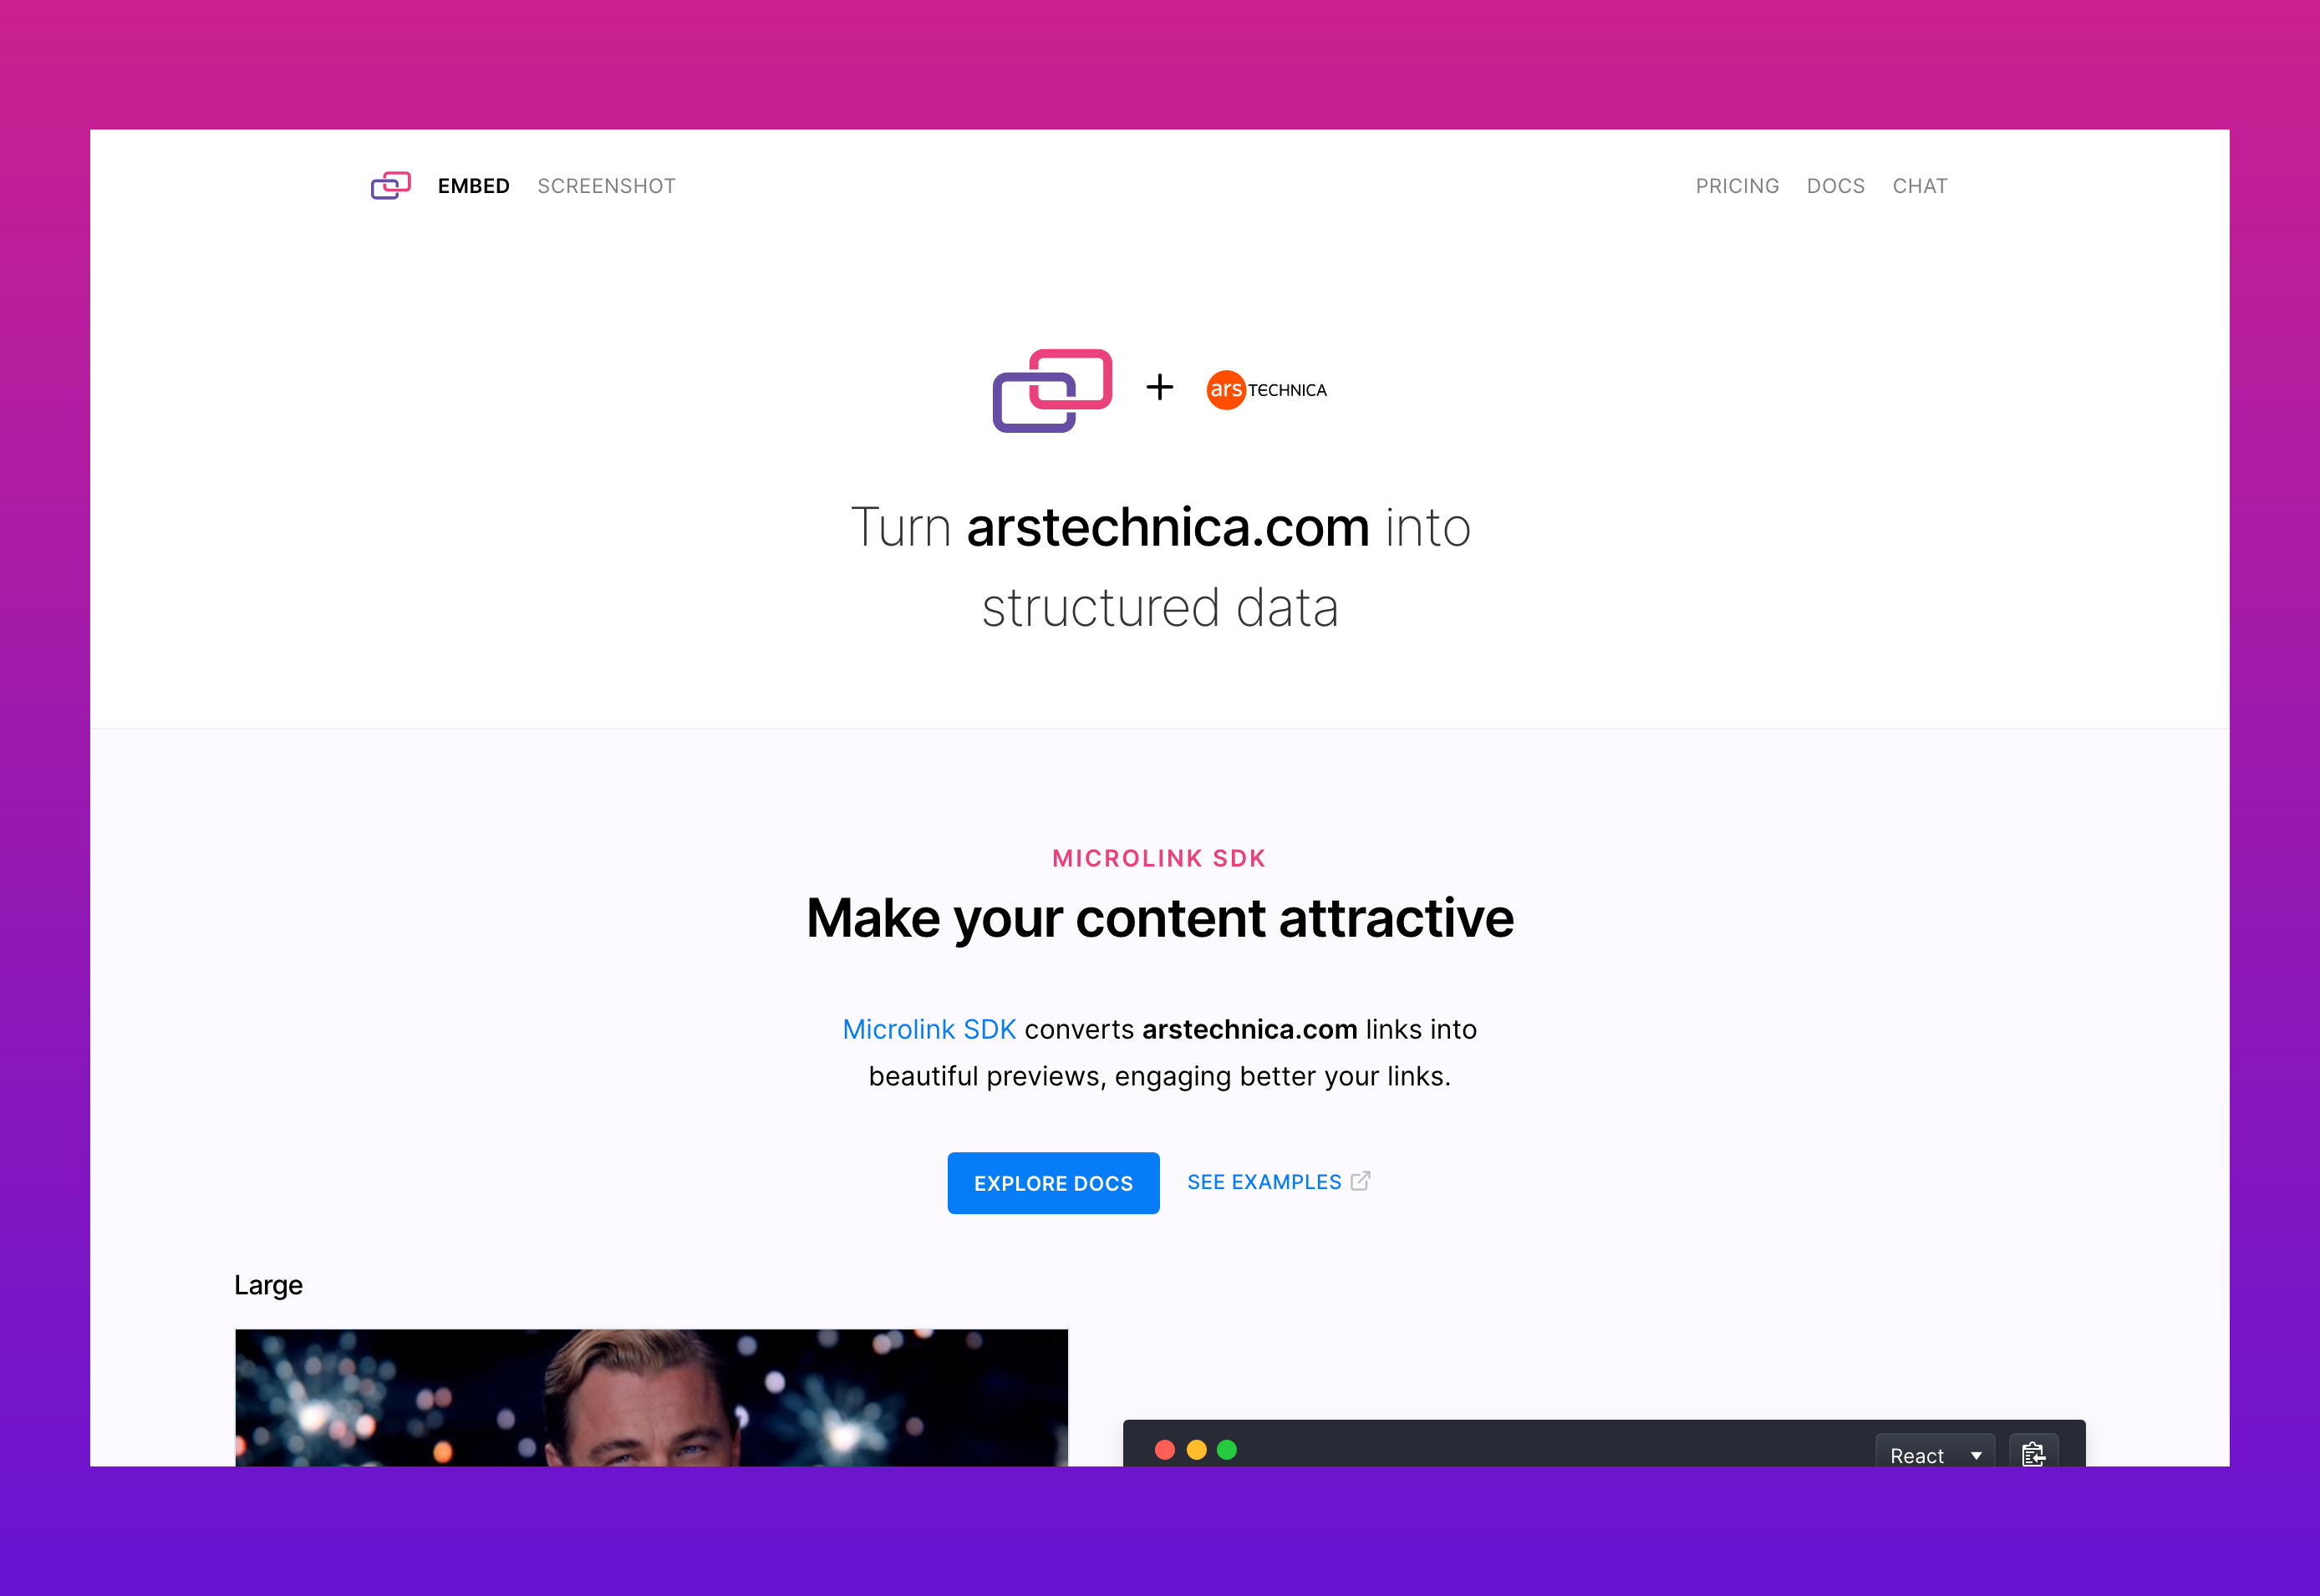 EMBED SCREENSHOT PRICING DOCS CHAT
ars TECHNICA
Turn arstechnica.com into
structured data
MICROLINK SDK
Make your content attractive
Microlink SDK converts arstechnica.com links into
beautiful previews, engaging better your links.
EXPLORE DOCS SEE EXAMPLES
Large
React